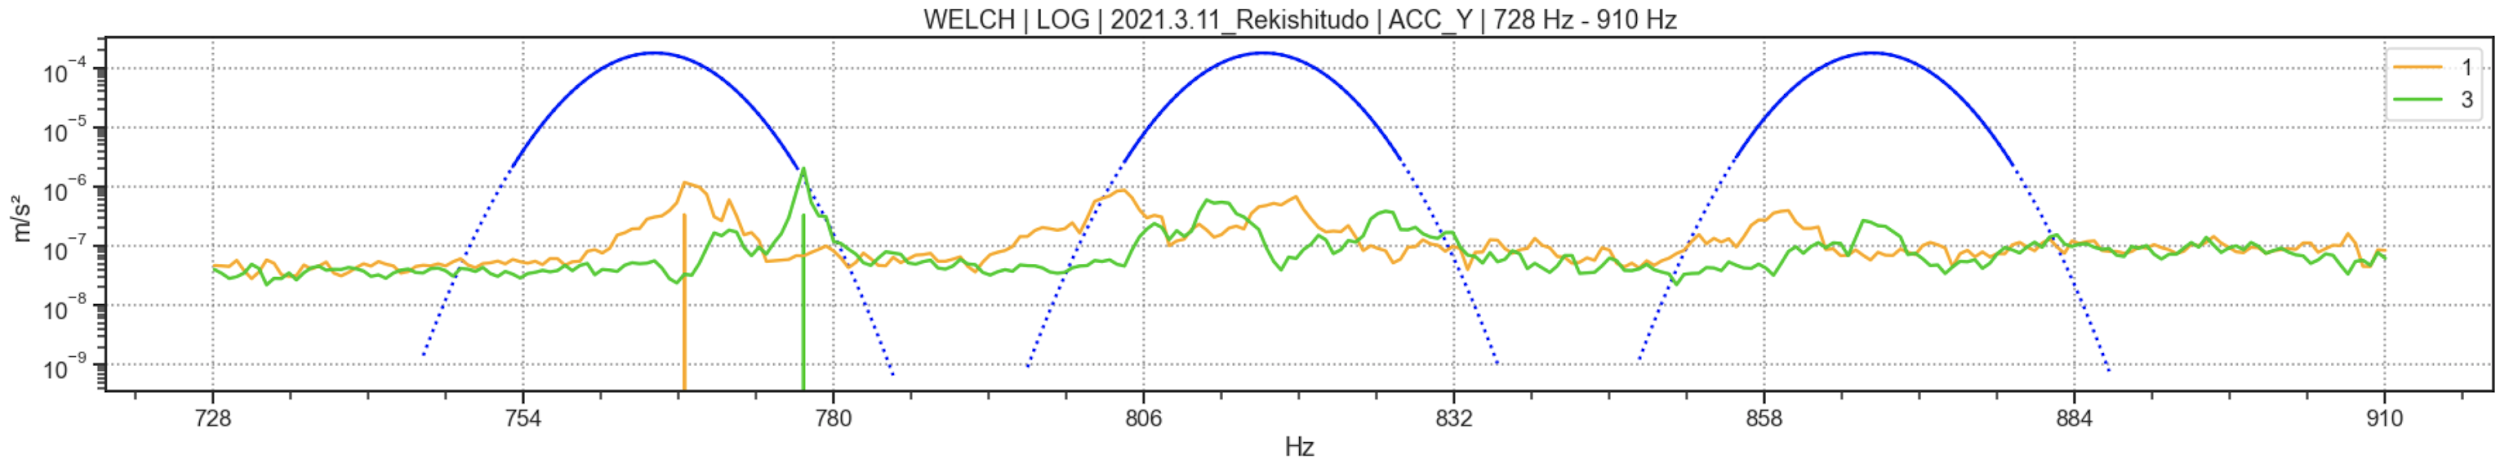 WELCH | LOG | 2021.3.11_Rekishitudo | ACC_Y | 728 Hz - 910 Hz
1
3
m/s²
10⁻⁴
10⁻⁵
10⁻⁶
10⁻⁷
10⁻⁸
10⁻⁹
728 754 780 806 832 858 884 910
Hz